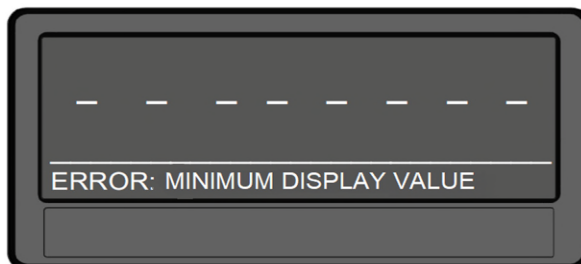 - - - - - - - -
ERROR: MINIMUM DISPLAY VALUE